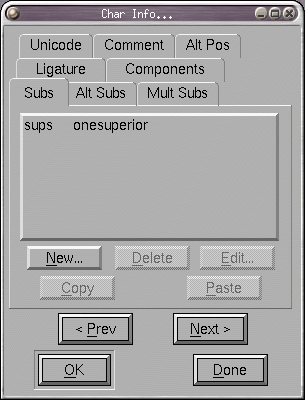 Char Info...
Unicode Comment Alt Pos
Ligature Components
Subs Alt Subs Mult Subs
sups onesuperior
New... Delete Edit...
Copy Paste
< Prev Next >
OK Done